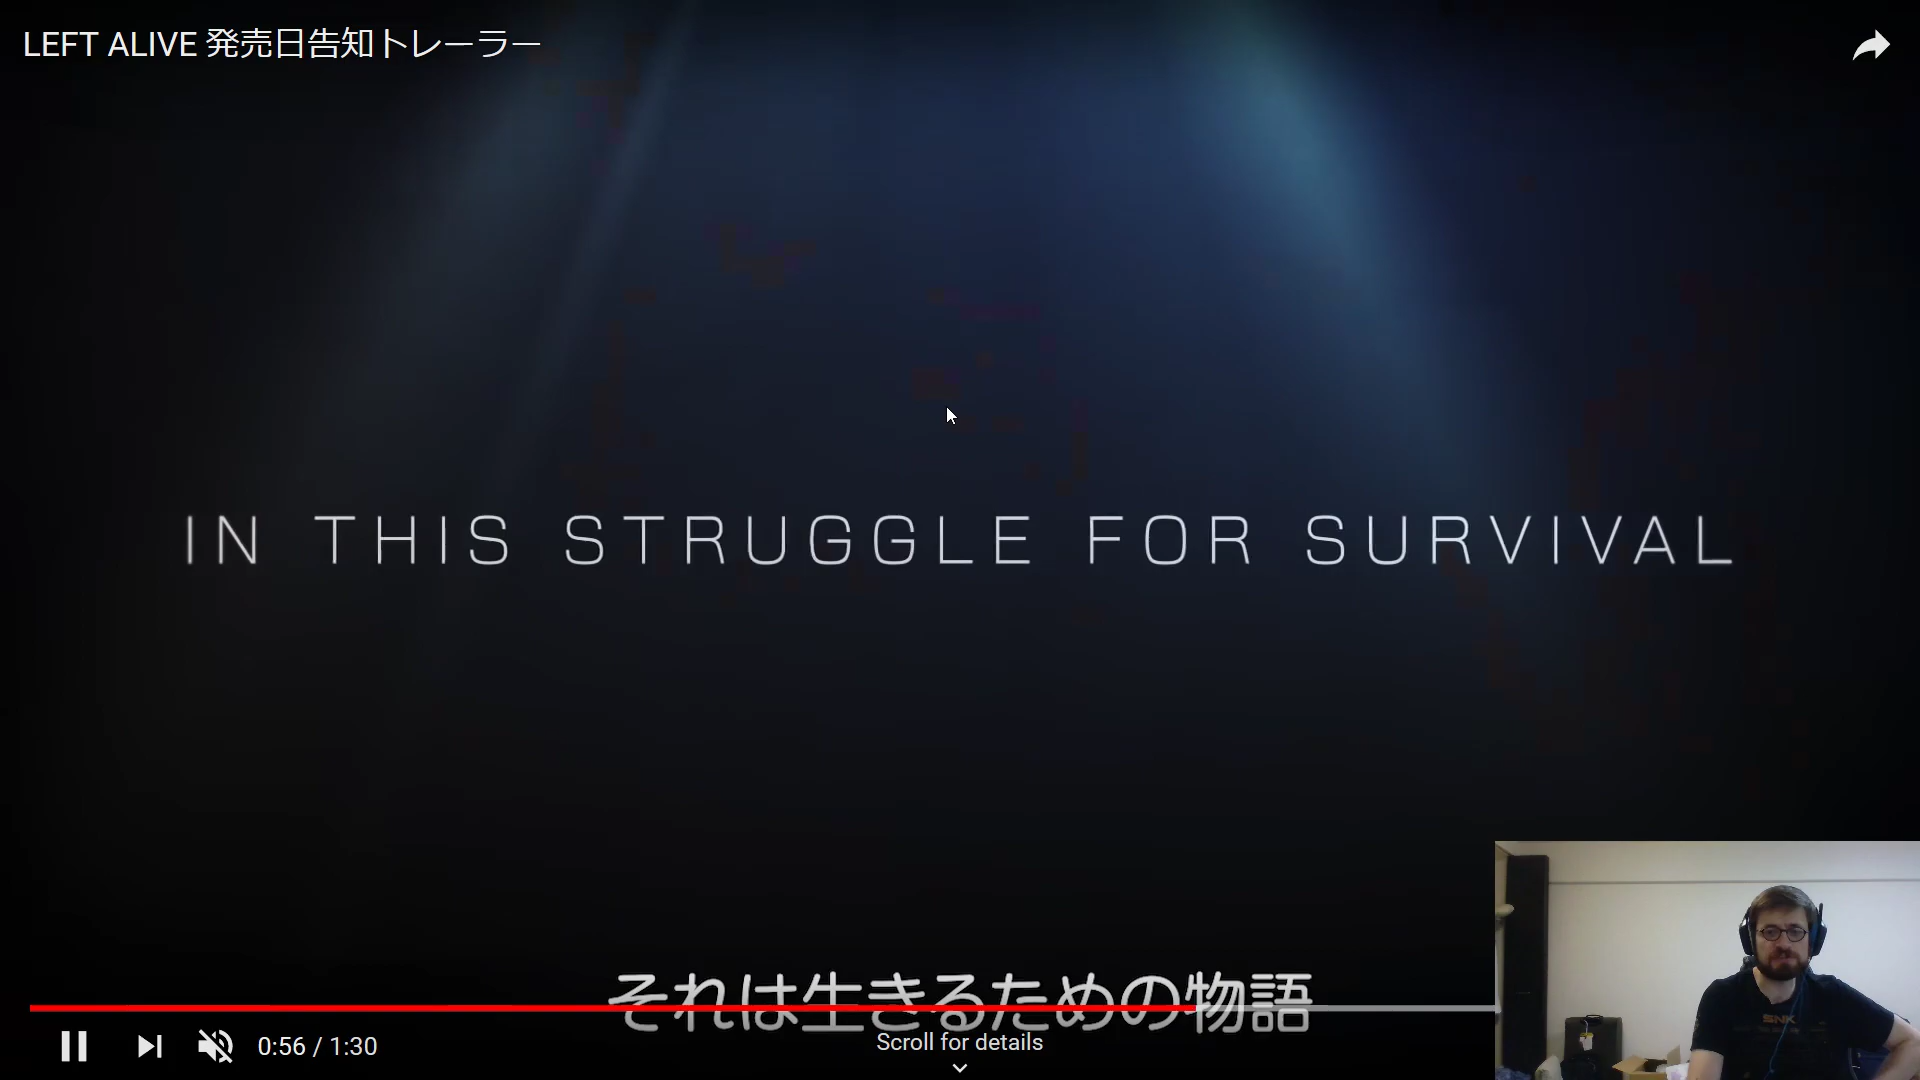 LEFT ALIVE 発売日告知トレーラー
IN THIS STRUGGLE FOR SURVIVAL
それは生きるための物語
0:56 / 1:30
Scroll for details
SNK